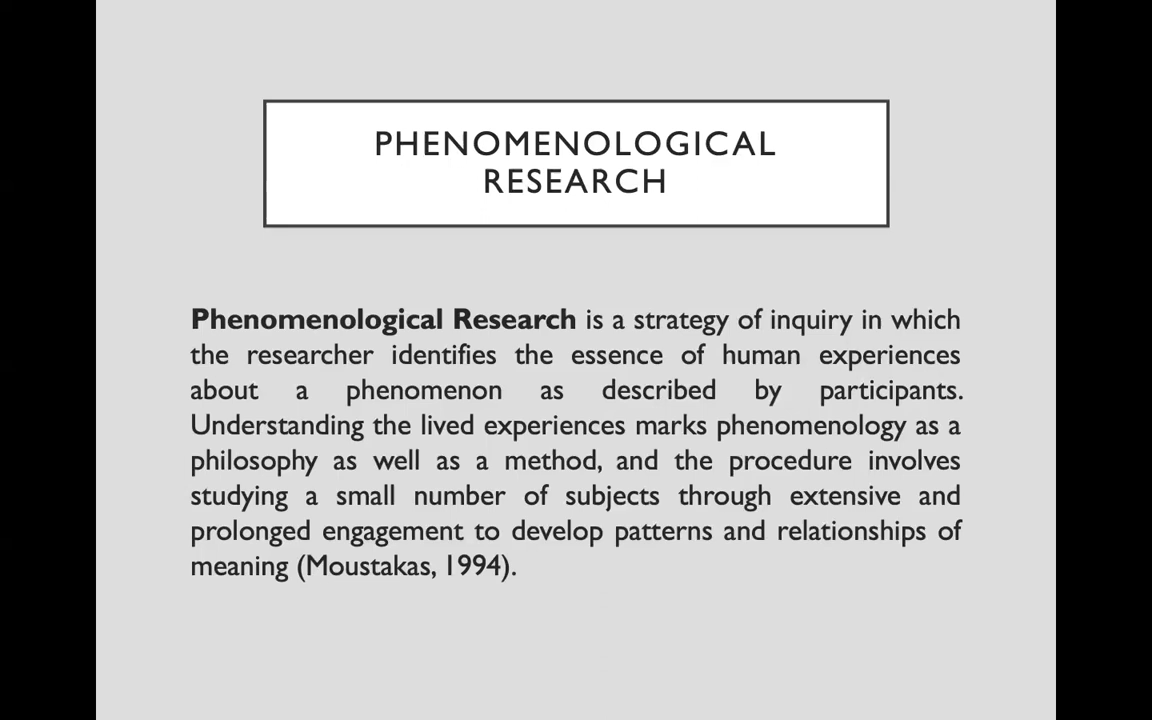 PHENOMENOLOGICAL
RESEARCH
Phenomenological Research is a strategy of inquiry in which
the researcher identifies the essence of human experiences
about a phenomenon as described by participants.
Understanding the lived experiences marks phenomenology as a
philosophy as well as a method, and the procedure involves
studying a small number of subjects through extensive and
prolonged engagement to develop patterns and relationships of
meaning (Moustakas, 1994).